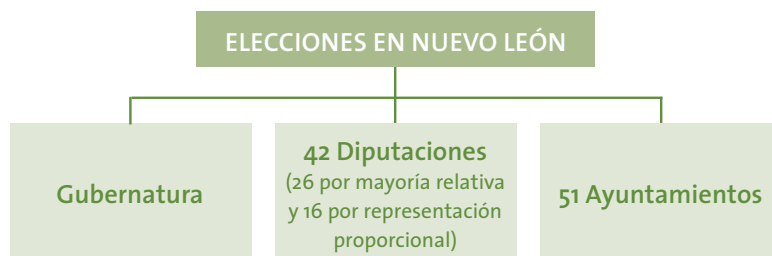 ELECCIONES EN NUEVO LEÓN
Gubernatura
42 Diputaciones
(26 por mayoría relativa
y 16 por representación
proporcional)
51 Ayuntamientos